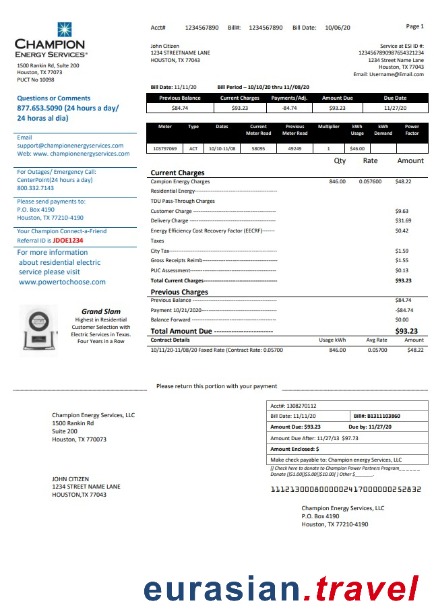 Acct# 1234567890 Bill#: 1234567890 Bill Date: 10/06/20 Page 1
CHAMPION
ENERGY SERVICES
1500 Rankin Rd, Suite 200
Houston, TX 77073
PUCT No 10098
John Citizen
1234 STREETNAME LANE
HOUSTON, TX 77043
Service at ESI ID #:
1234567890987654321234
1234 Street Name Lane
Houston, TX 77043
Email: Username@Email.com
Questions or Comments
877.653.5090 (24 hours a day/
24 horas al dia)
Email
support@championenergyservices.com
Web: www. championenergyservices.com
For Outages/ Emergency Call:
CenterPoint(24 hours a day)
800.332.7143
Please send payments to:
P.O. Box 4190
Houston, TX 77210-4190
Your Champion Connect-a-Friend
Referral ID is JDOE1234
For more information
about residential electric
service please visit
www.powertochoose.com
Grand Slam
Highest in Residential
Customer Selection with
Electric Services in Texas.
Four Years in a Row
Bill Date: 11/11/20 Bill Period – 10/10/20 thru 11//08/20
Previous Balance Current Charges Payments/Adj. Amount Due Due Date
$84.74 $93.23 -84.74 $93.23 11/27/20
Meter Type Dates Current Meter Read Previous Meter Read Multiplier kWh Usage kWh Demand Power Factor
105797069 ACT 10/10-11/08 58095 1 $46.00
Qty Rate Amount
Current Charges
Campion Energy Charges 846.00 0.057600 $48.22
Residential Energy
TDU Pass-Through Charges
Customer Charge $9.63
Delivery Charge $31.69
Energy Efficiency Cost Recovery Factor (EECRF) $0.42
Taxes
City Tax $1.59
Gross Receipts Reimb $1.55
PUC Assessment $0.13
Total Current Charges $93.23
Previous Charges
Previous Balance $84.74
Payment 10/21/2020 -$84.74
Balance Forward $0.00
Total Amount Due $93.23
Contract Details Usage kWh Avg Rate Amount
10/11/20-11/08/20 Faxed Rate (Contract Rate: 0.05700 846.00 0.05700 $48.22
Please return this portion with your payment
Champion Energy Services, LLC
1500 Rankin Rd
Suite 200
Houston, TX 770073
JOHN CITIZEN
1234 STREET NAME LANE
HOUSTON,TX 77043
Acct#: 1308270112
Bill Date: 11/11/20 Bill#: B1311103860
Amount Due: $93.23 Due by: 11/27/20
Amount Due After: 11/27/13 $97.73
Amount Enclosed: $
Make check payable to: Champion energy Services, LLC
[] Check here to donate to Champion Power Partners Program
Donate []$1.00[]$5.00[]$10.00[] Other $
Champion Energy Services, LLC
P.O. Box 4190
Houston, TX 77210-4190
eurasian.travel